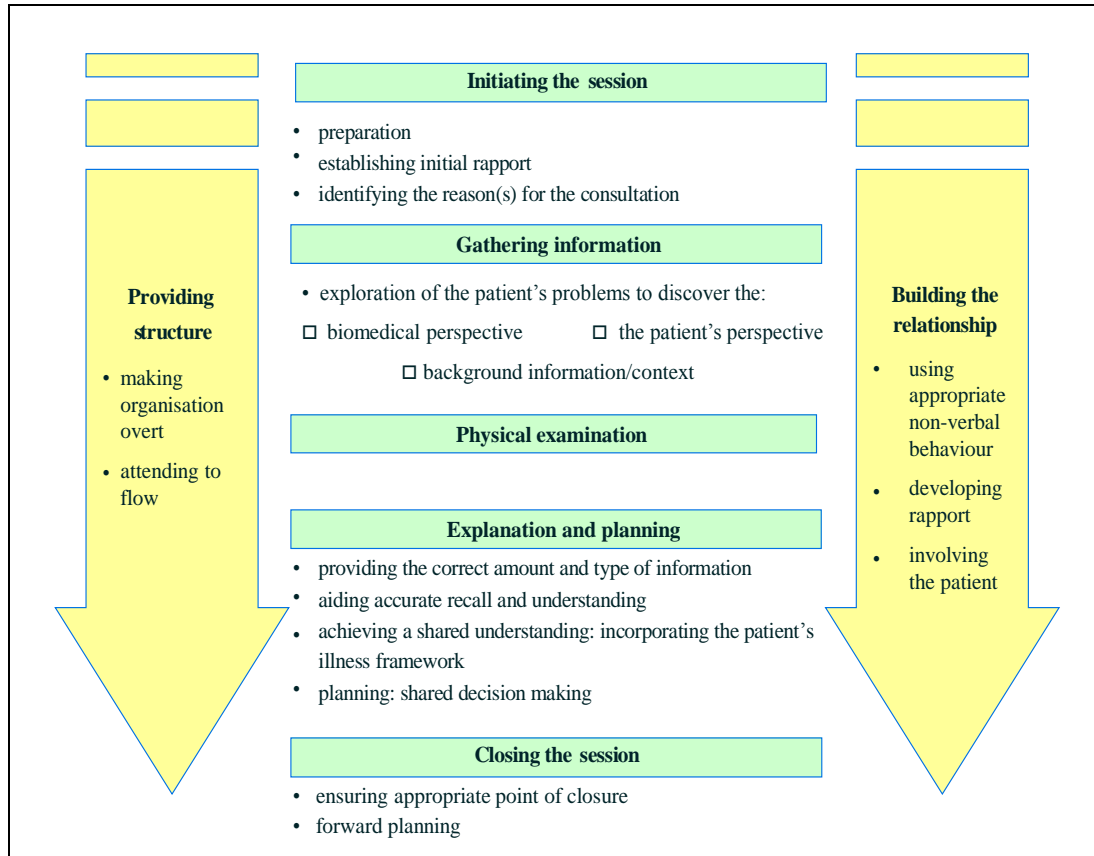 Initiating the session
• preparation
• establishing initial rapport
• identifying the reason(s) for the consultation
Gathering information
• exploration of the patient’s problems to discover the:
□ biomedical perspective □ the patient’s perspective
□ background information/context
Physical examination
Explanation and planning
• providing the correct amount and type of information
• aiding accurate recall and understanding
• achieving a shared understanding: incorporating the patient’s
illness framework
• planning: shared decision making
Closing the session
• ensuring appropriate point of closure
• forward planning
Providing
structure
• making
organisation
overt
• attending to
flow
Building the
relationship
• using
appropriate
non-verbal
behaviour
• developing
rapport
• involving
the patient